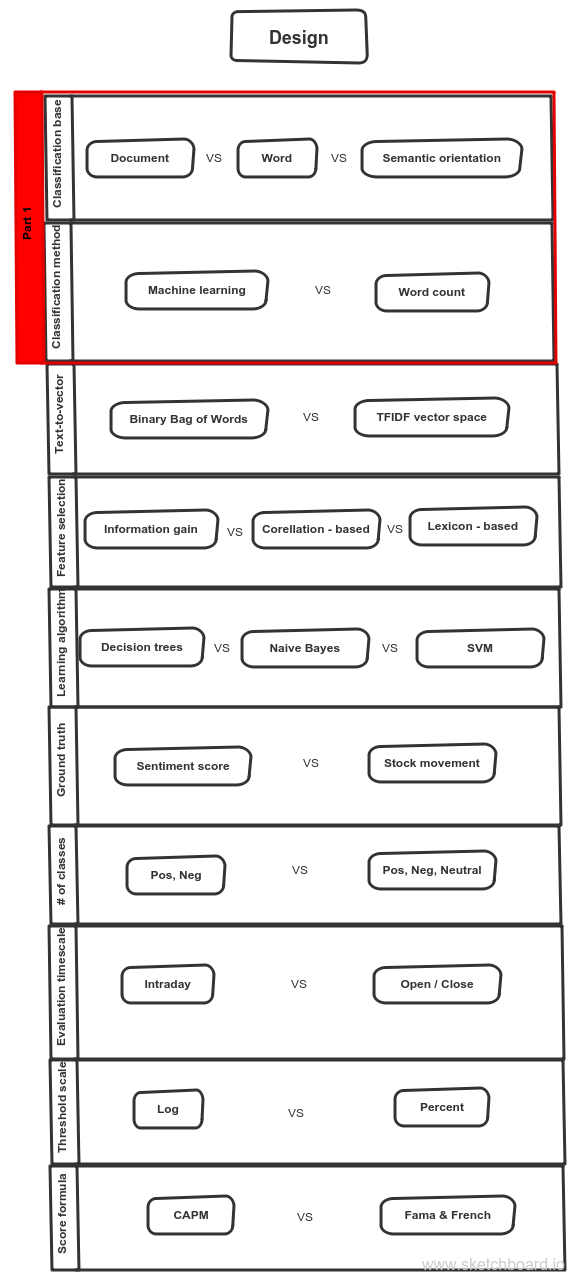 Design
Part 1
Classification base
Document VS Word VS Semantic orientation
Classification method
Machine learning VS Word count
Text-to-vector
Binary Bag of Words VS TFIDF vector space
Feature selection
Information gain VS Corellation - based VS Lexicon - based
Learning algorithm
Decision trees VS Naive Bayes VS SVM
Ground truth
Sentiment score VS Stock movement
# of classes
Pos, Neg VS Pos, Neg, Neutral
Evaluation timescale
Intraday VS Open / Close
Threshold scale
Log VS Percent
Score formula
CAPM VS Fama & French
www.sketchboard.io